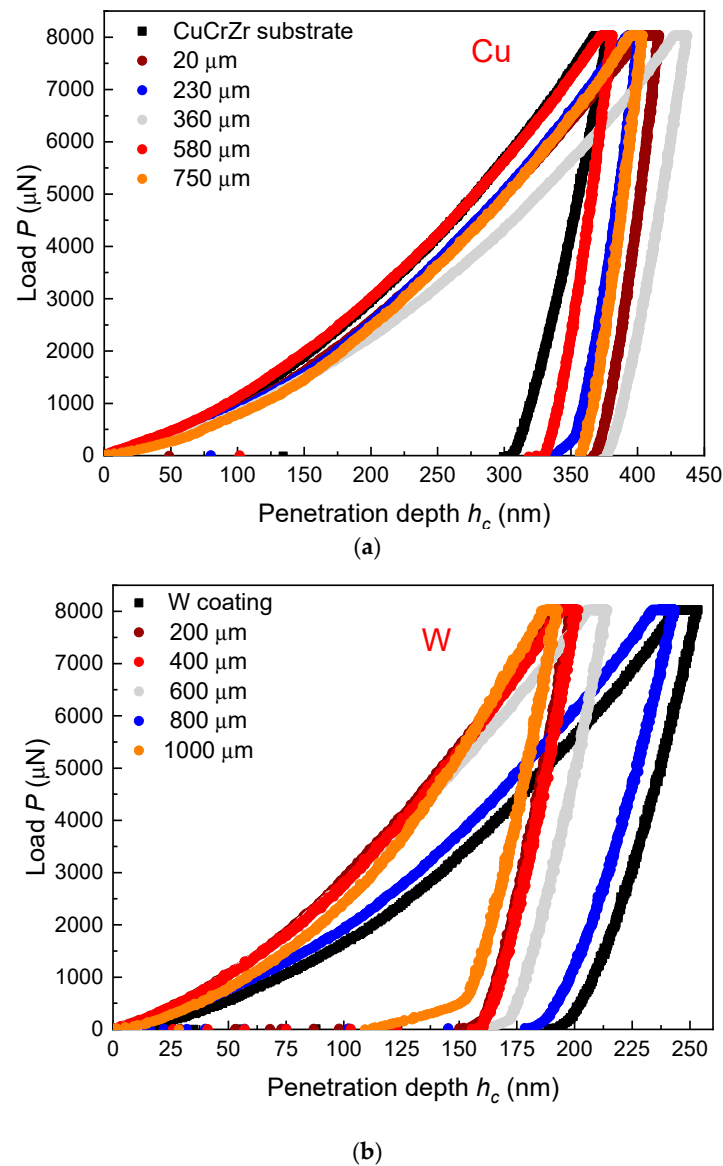 Cu
CuCrZr substrate
20 μm
230 μm
360 μm
580 μm
750 μm
Load P (μN)
8000
7000
6000
5000
4000
3000
2000
1000
0
0 50 100 150 200 250 300 350 400 450
Penetration depth hc (nm)
(a)
W
W coating
200 μm
400 μm
600 μm
800 μm
1000 μm
Load P (μN)
8000
7000
6000
5000
4000
3000
2000
1000
0
0 25 50 75 100 125 150 175 200 225 250
Penetration depth hc (nm)
(b)